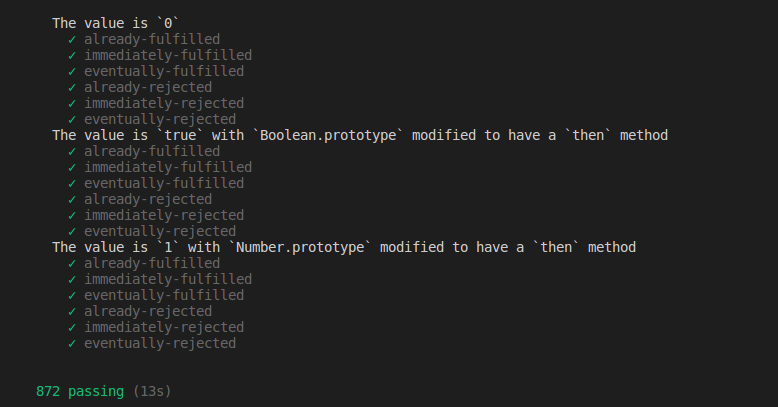 The value is `0`
✓ already-fulfilled
✓ immediately-fulfilled
✓ eventually-fulfilled
✓ already-rejected
✓ immediately-rejected
✓ eventually-rejected
The value is `true` with `Boolean.prototype` modified to have a `then` method
✓ already-fulfilled
✓ immediately-fulfilled
✓ eventually-fulfilled
✓ already-rejected
✓ immediately-rejected
✓ eventually-rejected
The value is `1` with `Number.prototype` modified to have a `then` method
✓ already-fulfilled
✓ immediately-fulfilled
✓ eventually-fulfilled
✓ already-rejected
✓ immediately-rejected
✓ eventually-rejected
872 passing (13s)